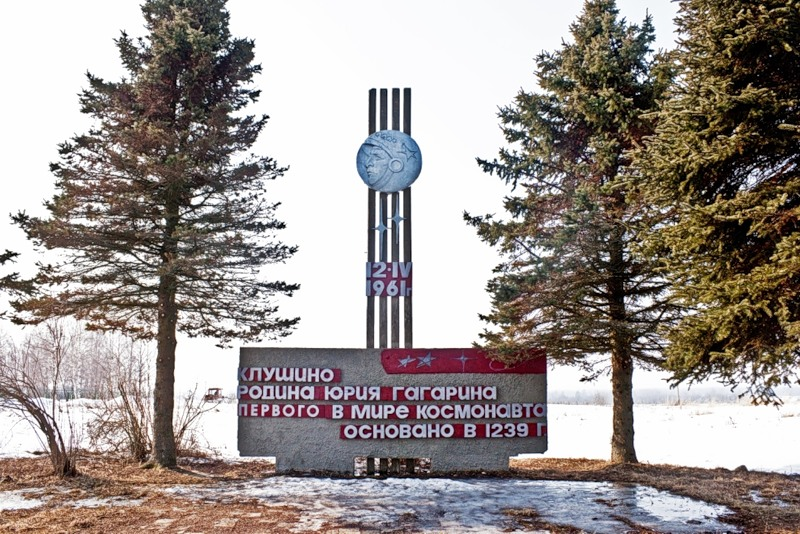 12·IV
1961г
КЛУШИНО
РОДИНА ЮРИЯ ГАГАРИНА
ПЕРВОГО В МИРЕ КОСМОНАВТА
ОСНОВАНО В 1239 Г